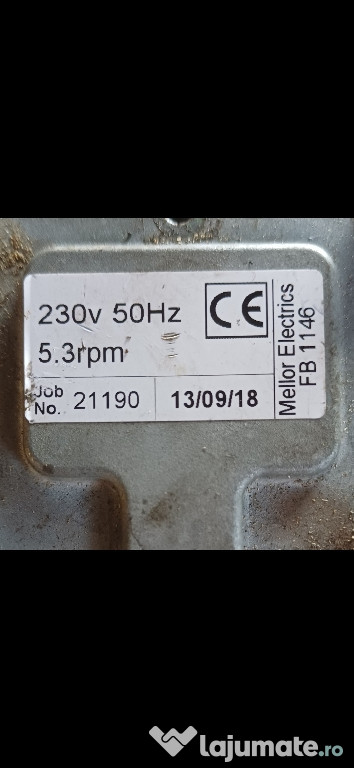 230v 50Hz
CE
5.3rpm
Job
No.
21190
13/09/18
Mellor Electrics
FB 1146
lajumate.ro